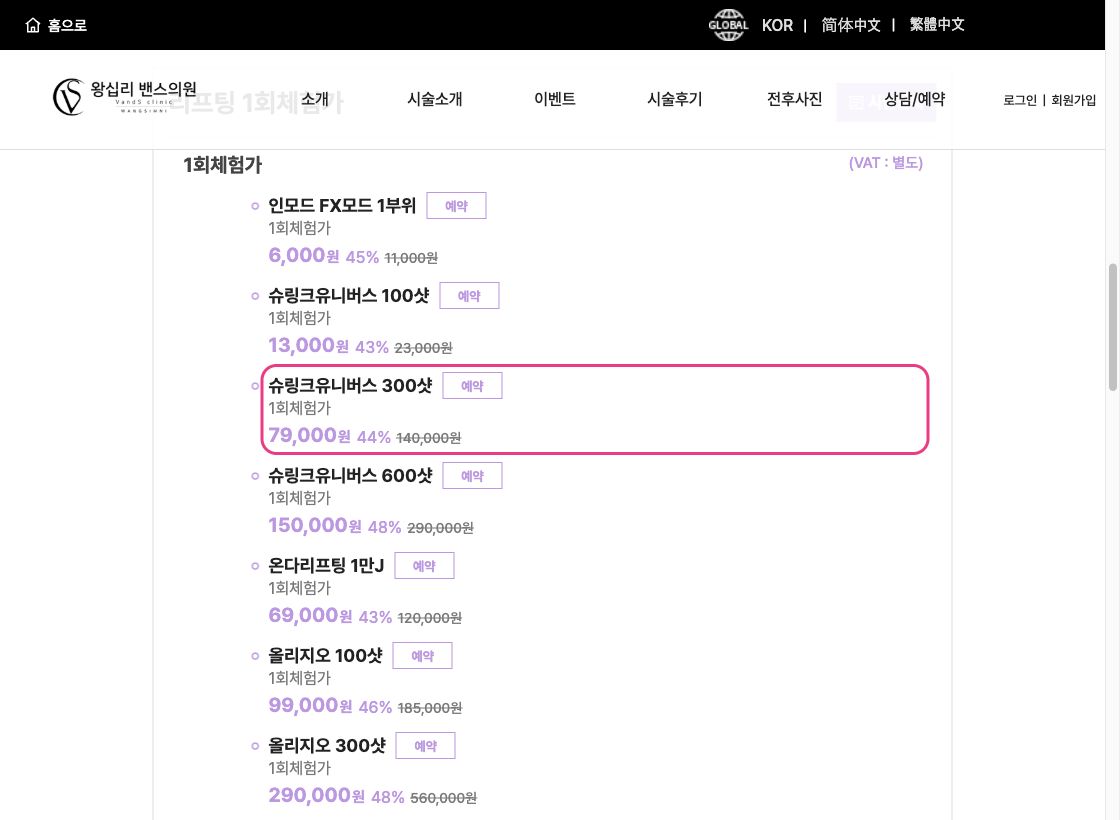 홈으로
GLOBAL KOR | 简体中文 | 繁體中文
왕십리 밴스의원
VandS clinic
WANGSIMNI
리프팅 1회체험가
소개 시술소개 이벤트 시술후기 전후사진 상담/예약 로그인 | 회원가입
1회체험가 (VAT : 별도)
인모드 FX모드 1부위 예약
1회체험가
6,000원 45% 11,000원
슈링크유니버스 100샷 예약
1회체험가
13,000원 43% 23,000원
슈링크유니버스 300샷 예약
1회체험가
79,000원 44% 140,000원
슈링크유니버스 600샷 예약
1회체험가
150,000원 48% 290,000원
온다리프팅 1만J 예약
1회체험가
69,000원 43% 120,000원
올리지오 100샷 예약
1회체험가
99,000원 46% 185,000원
올리지오 300샷 예약
1회체험가
290,000원 48% 560,000원